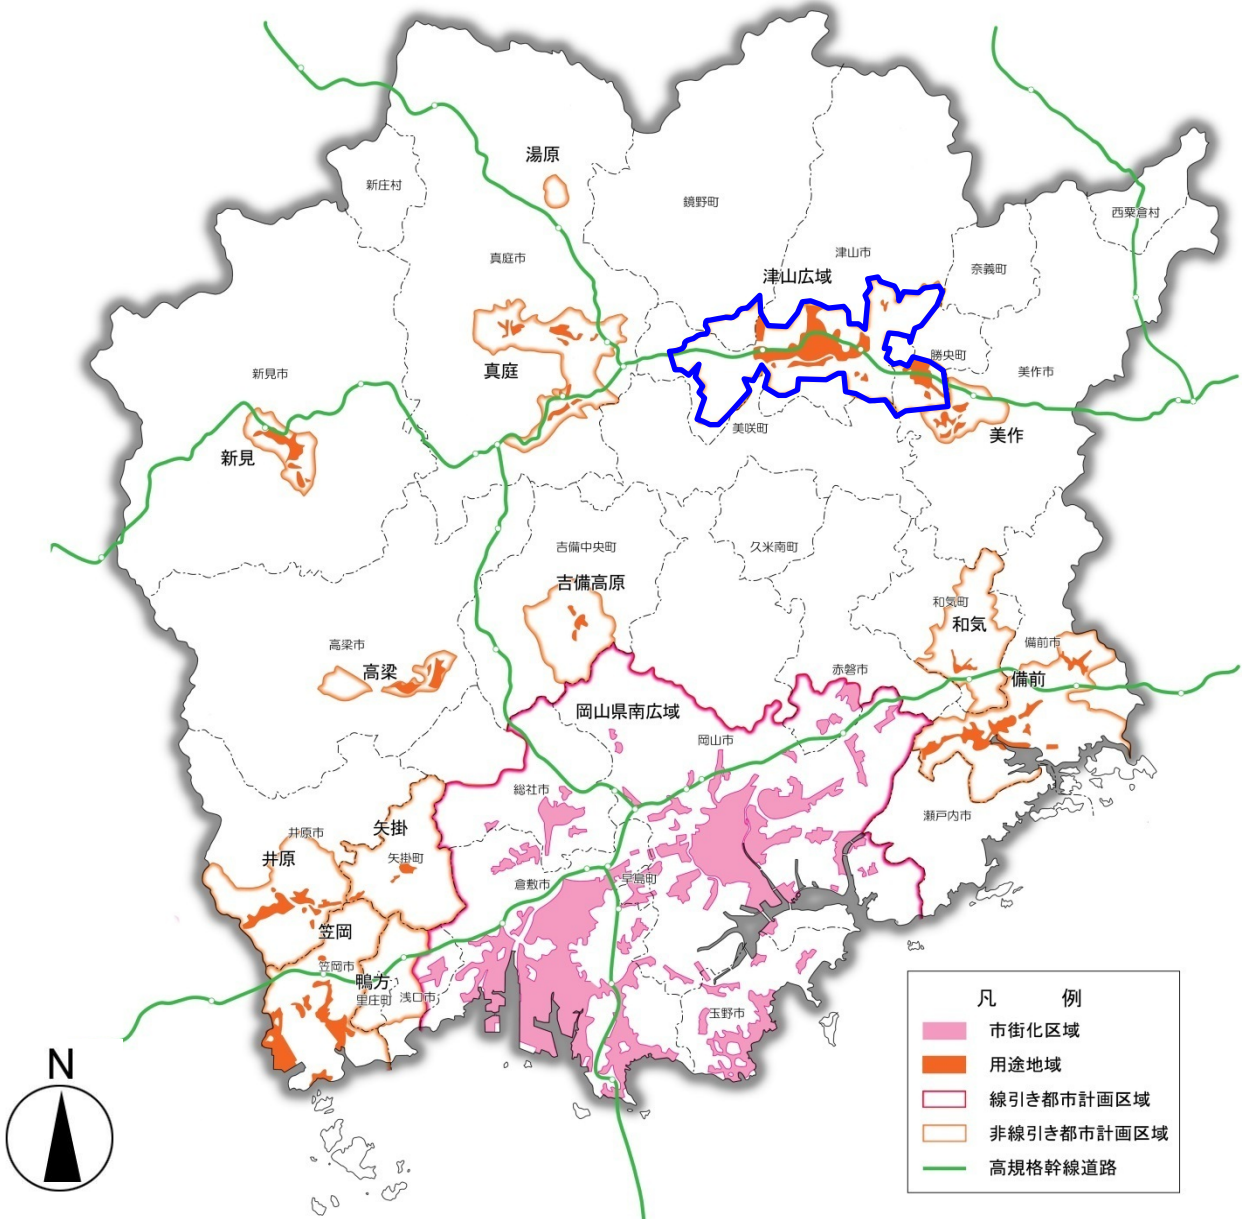 湯原
新庄村
鏡野町
西粟倉村
津山市
真庭市
奈義町
津山広域
勝央町
真庭
新見市
美作市
美咲町
美作
新見
吉備中央町
久米南町
吉備高原
和気町
和気
高梁市
備前市
高梁
赤磐市
備前
岡山県南広域
岡山市
総社市
瀬戸内市
矢掛
井原市
井原
矢掛町
早島町
倉敷市
笠岡
笠岡市
鴨方
里庄町
浅口市
玉野市
凡 例
市街化区域
用途地域
線引き都市計画区域
非線引き都市計画区域
高規格幹線道路
N